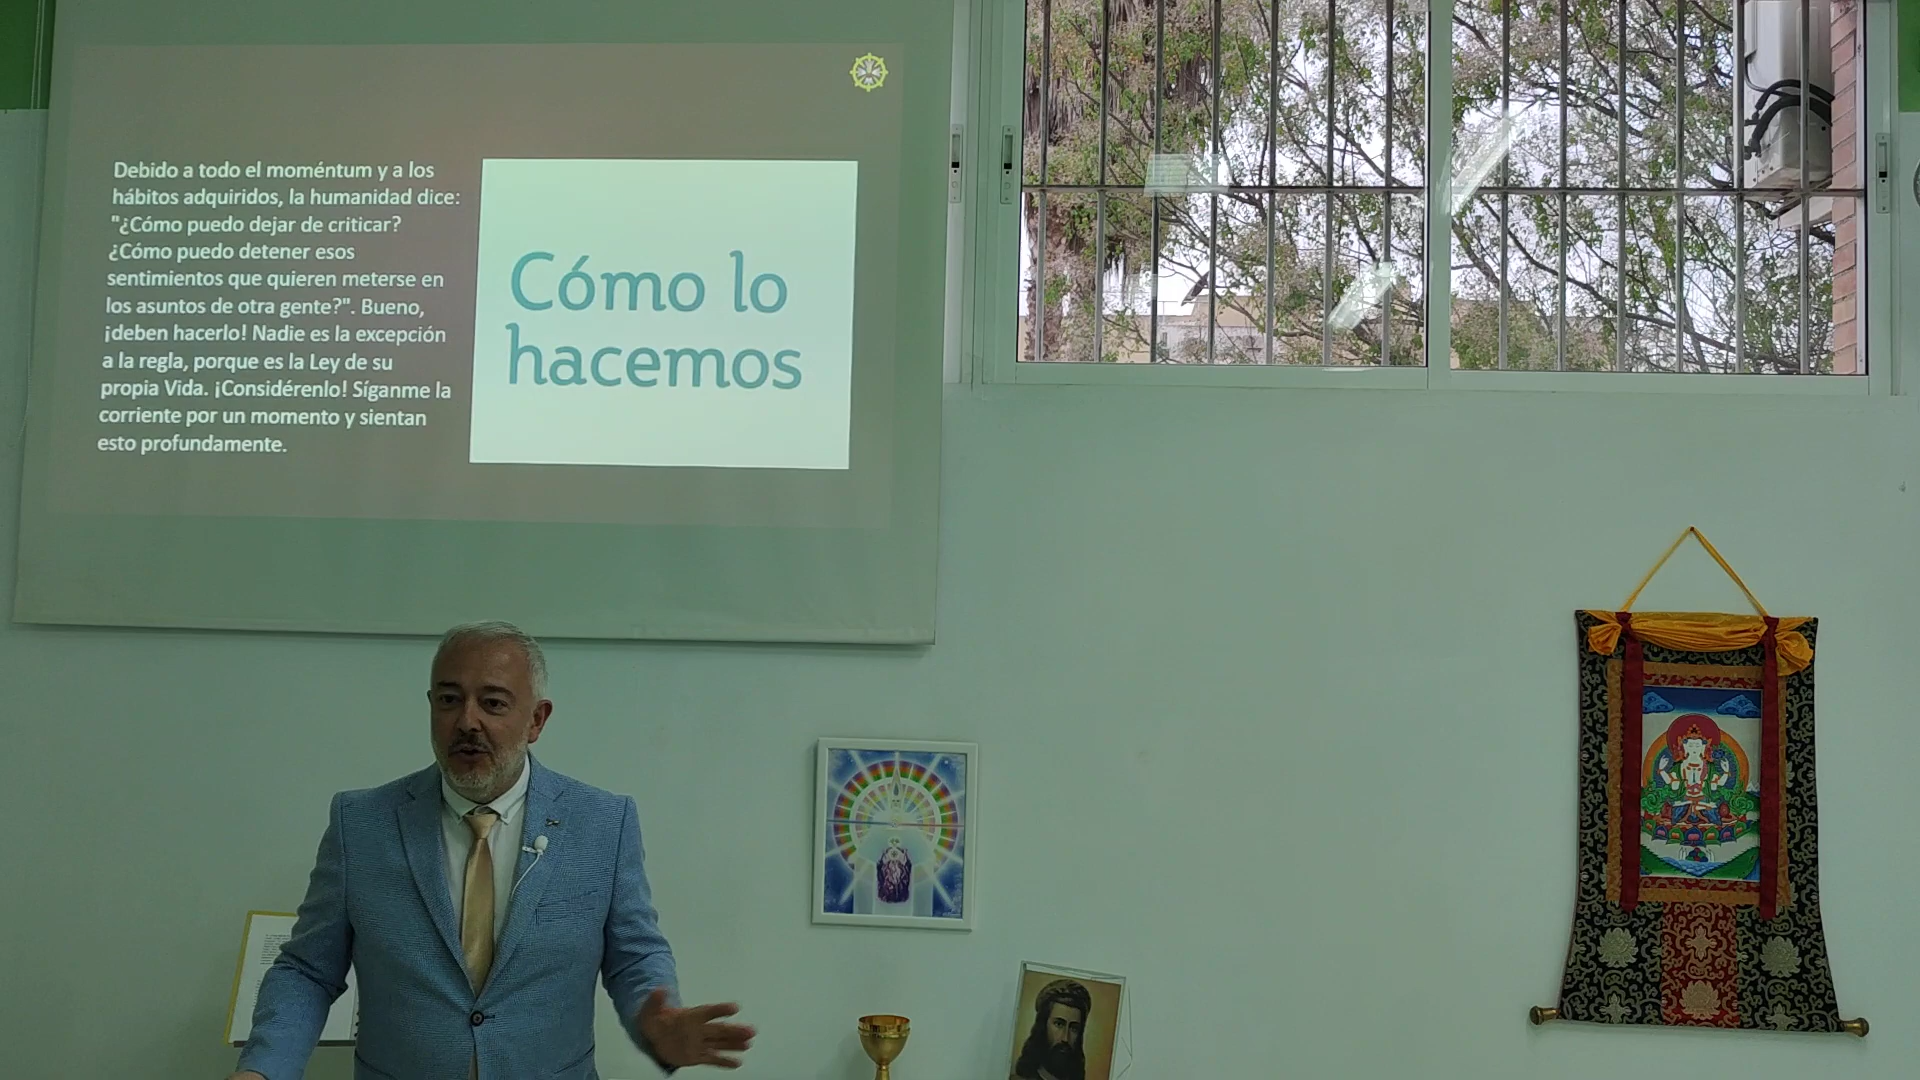 Debido a todo el moméntum y a los
hábitos adquiridos, la humanidad dice:
"¿Cómo puedo dejar de criticar?
¿Cómo puedo detener esos
sentimientos que quieren meterse en
los asuntos de otra gente?". Bueno,
¡deben hacerlo! Nadie es la excepción
a la regla, porque es la Ley de su
propia Vida. ¡Considérenlo! Síganme la
corriente por un momento y sientan
esto profundamente.
Cómo lo
hacemos